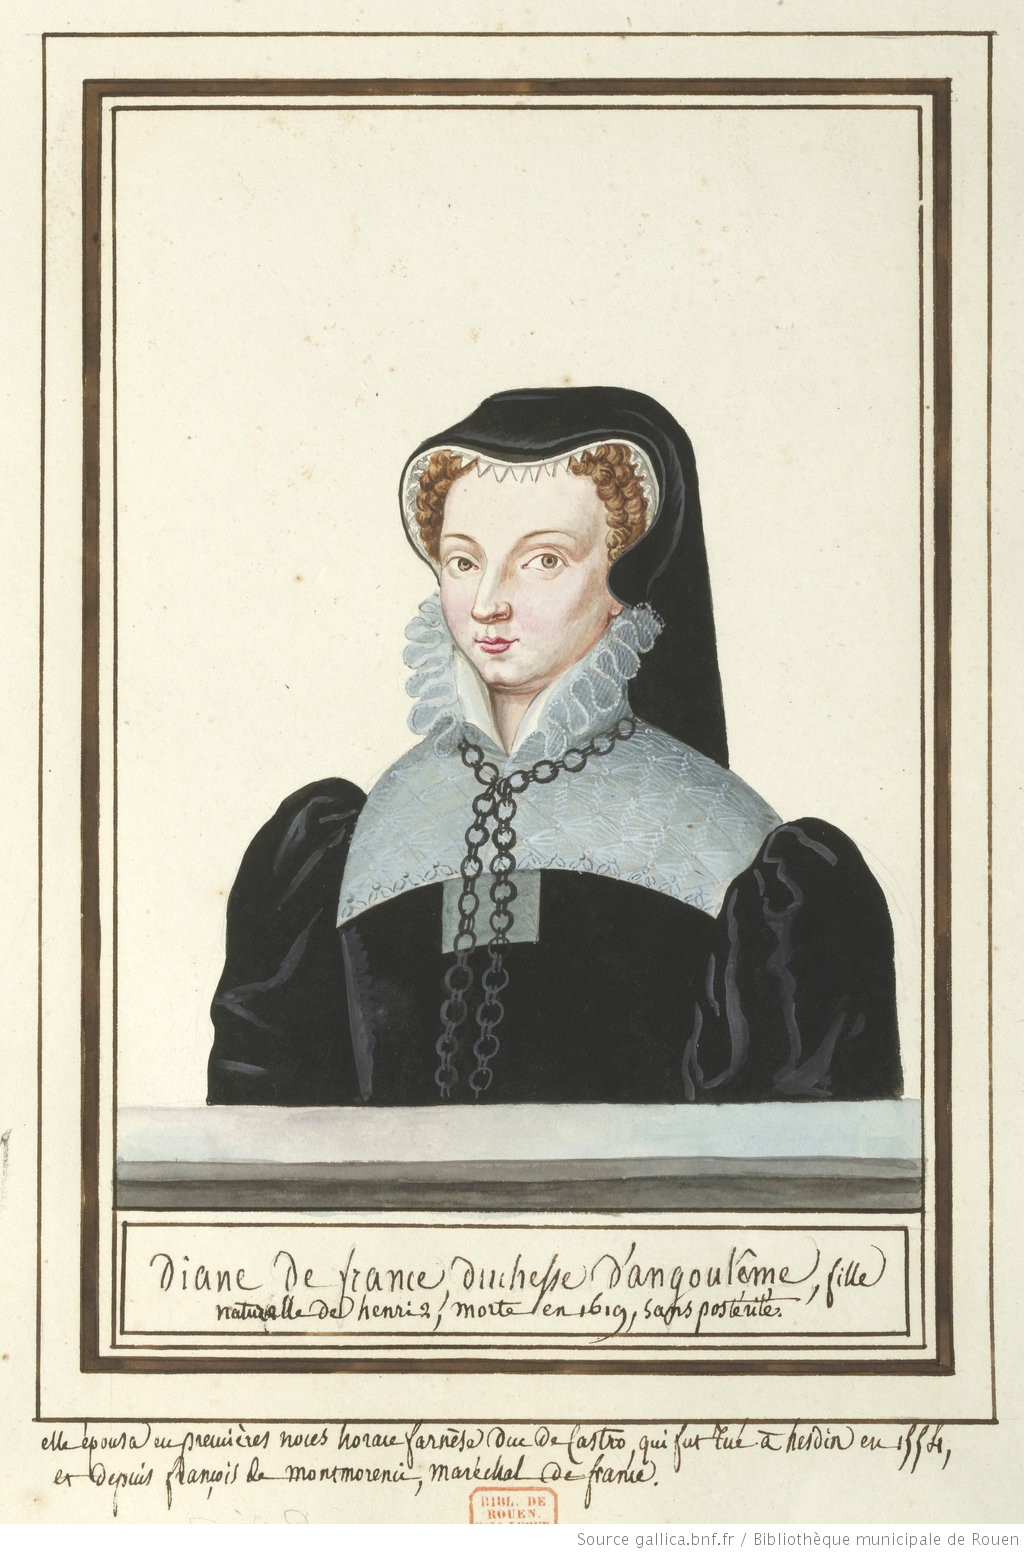 Diane De france, duchesse D'angoulême, fille
naturelle de henri 2, morte en 1619, sans postérité.
elle épousa en premières noces horace farnèse Duc de Castro, qui fut tué à hesdin en 1554,
et depuis françois de montmorenci, maréchal de france.
BIBL. DE
ROUEN.
Source gallica.bnf.fr / Bibliothèque municipale de Rouen